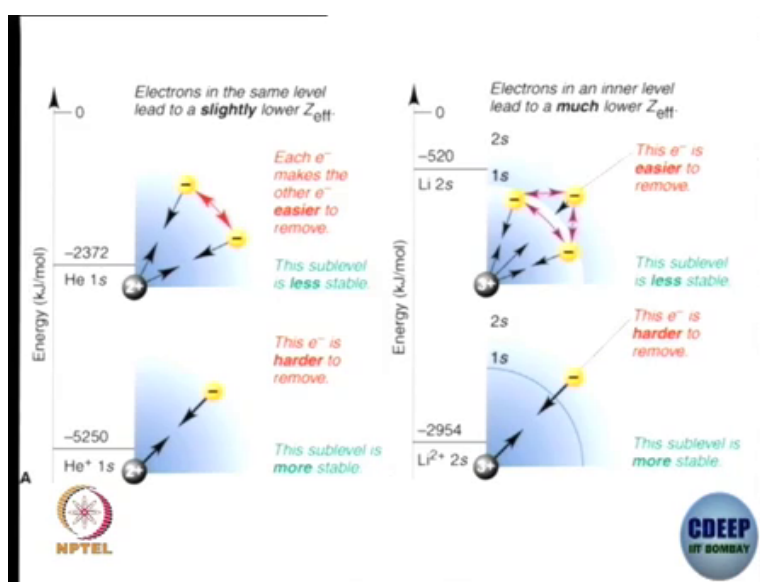 Electrons in the same level
lead to a slightly lower Zeff.
0
Each e⁻
makes the
other e⁻
easier to
remove.
−2372
He 1s
2+
This sublevel
is less stable.
Energy (kJ/mol)
This e⁻ is
harder to
remove.
−5250
He⁺ 1s
2+
This sublevel is
more stable.
A
NPTEL
Electrons in an inner level
lead to a much lower Zeff.
0
2s
−520
1s
Li 2s
This e⁻ is
easier to
remove.
3+
This sublevel
is less stable.
Energy (kJ/mol)
2s
1s
This e⁻ is
harder to
remove.
−2954
Li²⁺ 2s
3+
This sublevel is
more stable.
CDEEP
IIT BOMBAY